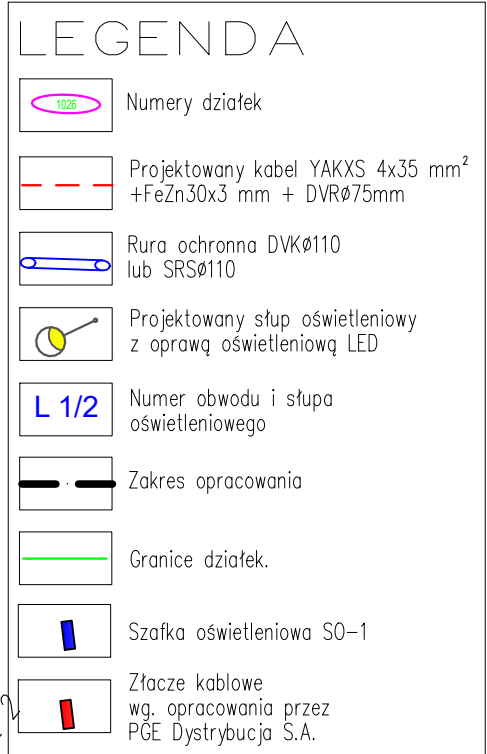 LEGENDA
1026
Numery działek
Projektowany kabel YAKXS 4x35 mm²
+FeZn30x3 mm + DVRø75mm
Rura ochronna DVKø110
lub SRSø110
Projektowany słup oświetleniowy
z oprawą oświetleniową LED
L 1/2
Numer obwodu i słupa
oświetleniowego
Zakres opracowania
Granice działek.
Szafka oświetleniowa SO-1
Złacze kablowe
wg. opracowania przez
PGE Dystrybucja S.A.